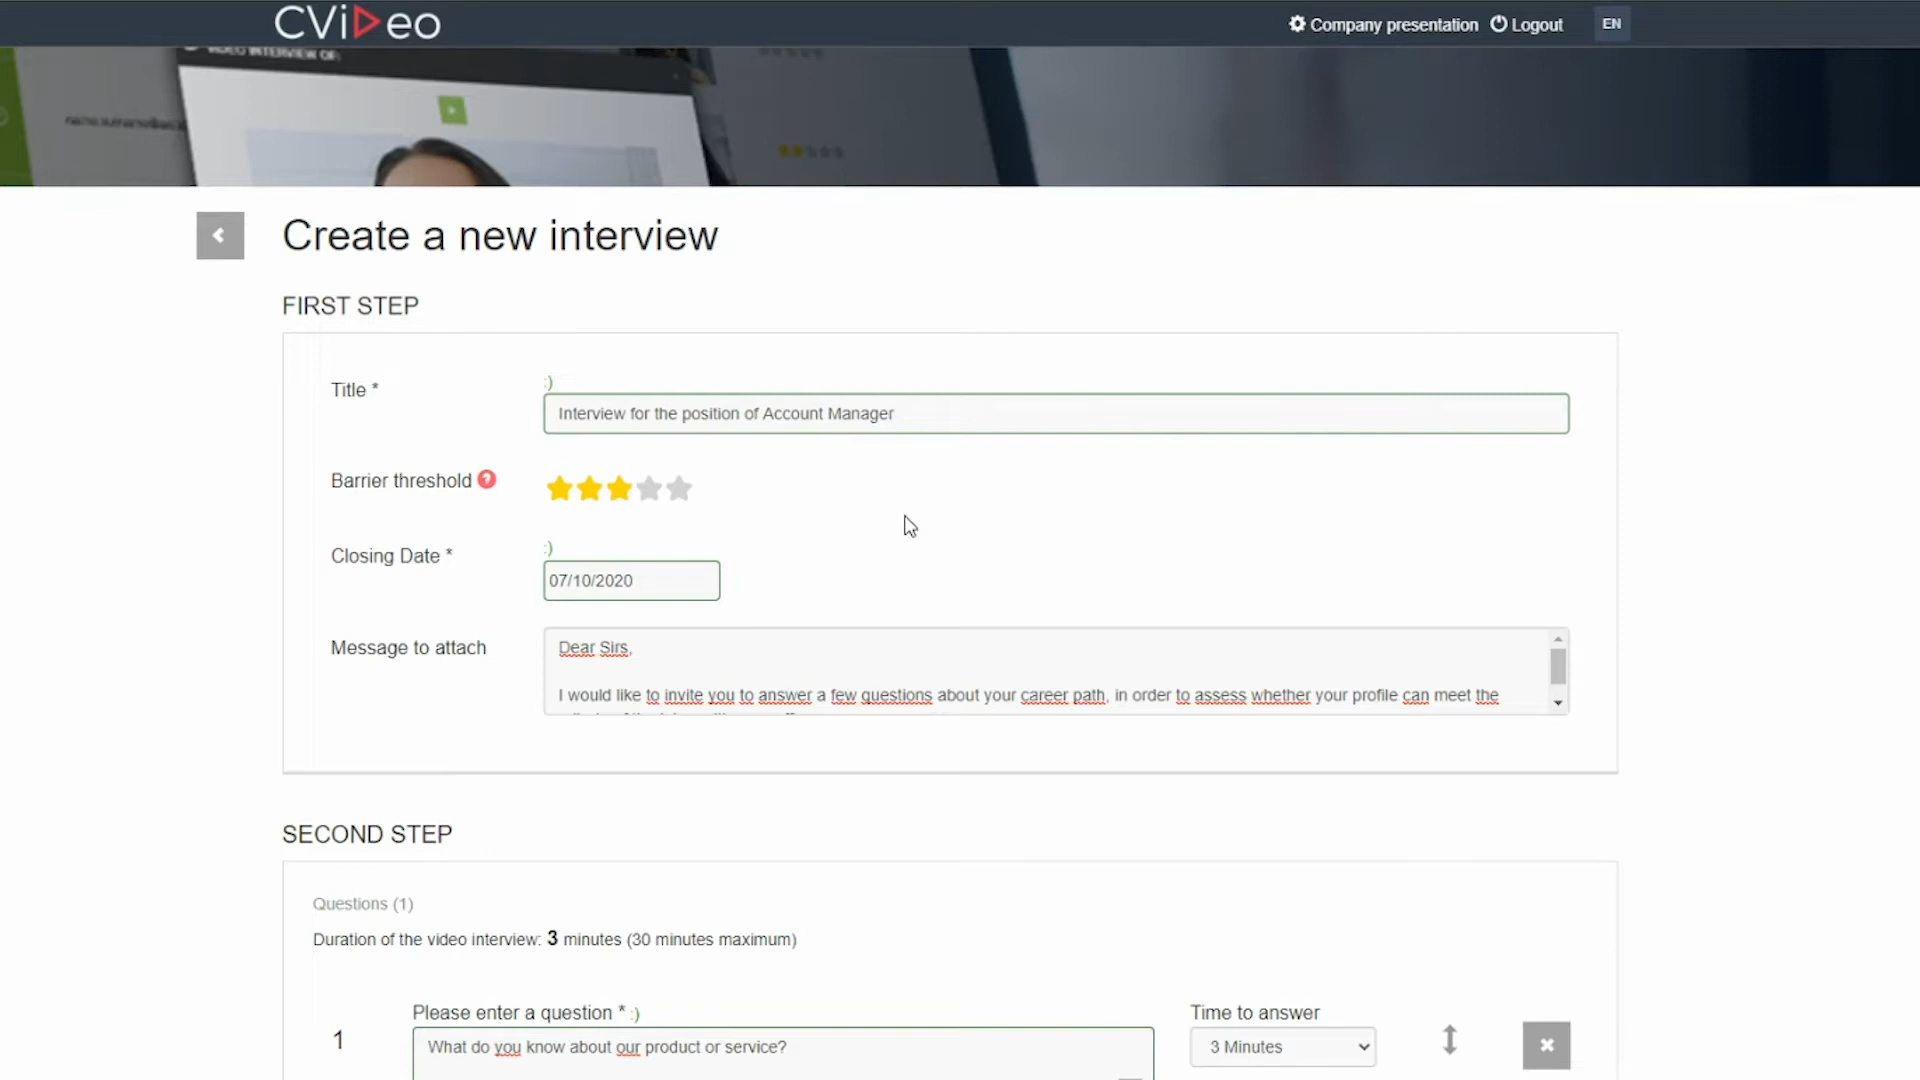 CVideo
Company presentation
Logout
EN
VIDEO INTERVIEW OF:
Create a new interview
FIRST STEP
Title *
:)
Interview for the position of Account Manager
Barrier threshold ?
Closing Date *
:)
07/10/2020
Message to attach
Dear Sirs,
I would like to invite you to answer a few questions about your career path, in order to assess whether your profile can meet the
SECOND STEP
Questions (1)
Duration of the video interview: 3 minutes (30 minutes maximum)
1
Please enter a question * :)
What do you know about our product or service?
Time to answer
3 Minutes